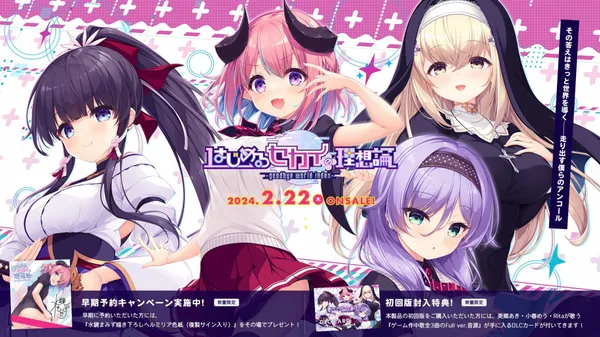 その答えはきっと世界を導く――走り出す僕らのアンコール
はじめるセカイの理想論
-goodbye world index-
2024.2.22 ONSALE!
早期予約キャンペーン実施中! 数量限定
早期に予約いただいた方には、
『水鏡まみず描き下ろしヘルミリア色紙(複製サイン入り)』をその場でプレゼント!
初回版封入特典! 数量限定
本製品の初回版をご購入いただいた方には、美郷あき・小春めう・Ritaが歌う
『ゲーム作中歌全3曲のFull ver.音源』が手に入るDLCカードが付いてきます!